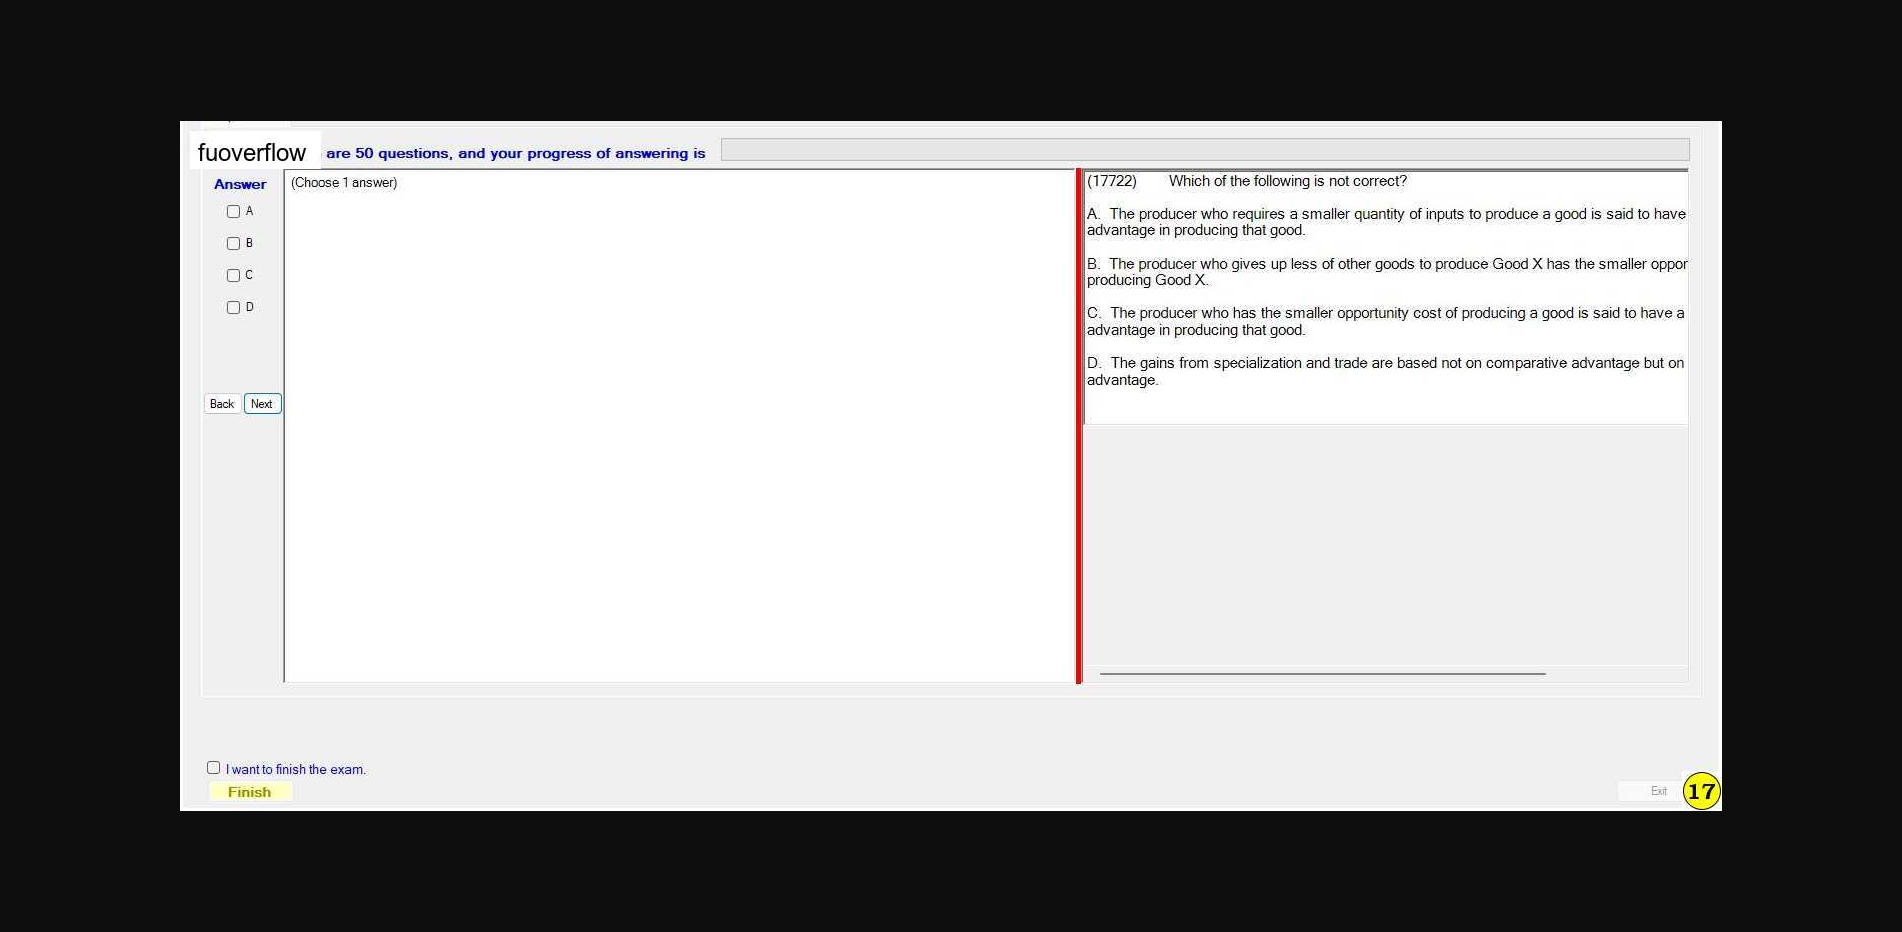 fuoverflow are 50 questions, and your progress of answering is
Answer
A
B
C
D
Back Next
(Choose 1 answer)
(17722) Which of the following is not correct?
A. The producer who requires a smaller quantity of inputs to produce a good is said to have
advantage in producing that good.
B. The producer who gives up less of other goods to produce Good X has the smaller oppor
producing Good X.
C. The producer who has the smaller opportunity cost of producing a good is said to have a
advantage in producing that good.
D. The gains from specialization and trade are based not on comparative advantage but on
advantage.
I want to finish the exam.
Finish
Exit
17